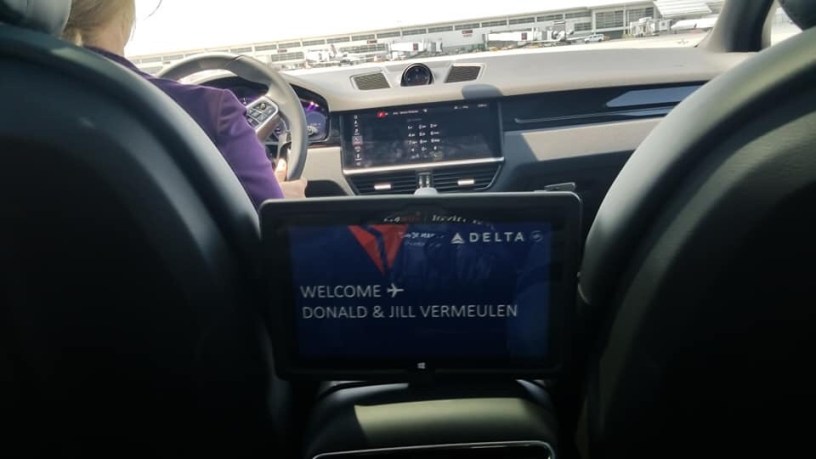 DELTA
WELCOME ✈
DONALD & JILL VERMEULEN